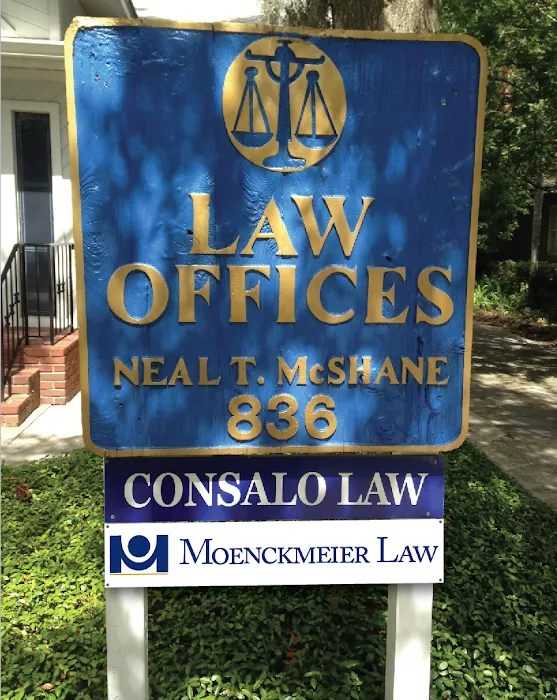 LAW
OFFICES
NEAL T. McSHANE
836
CONSALO LAW
MOENCKMEIER LAW